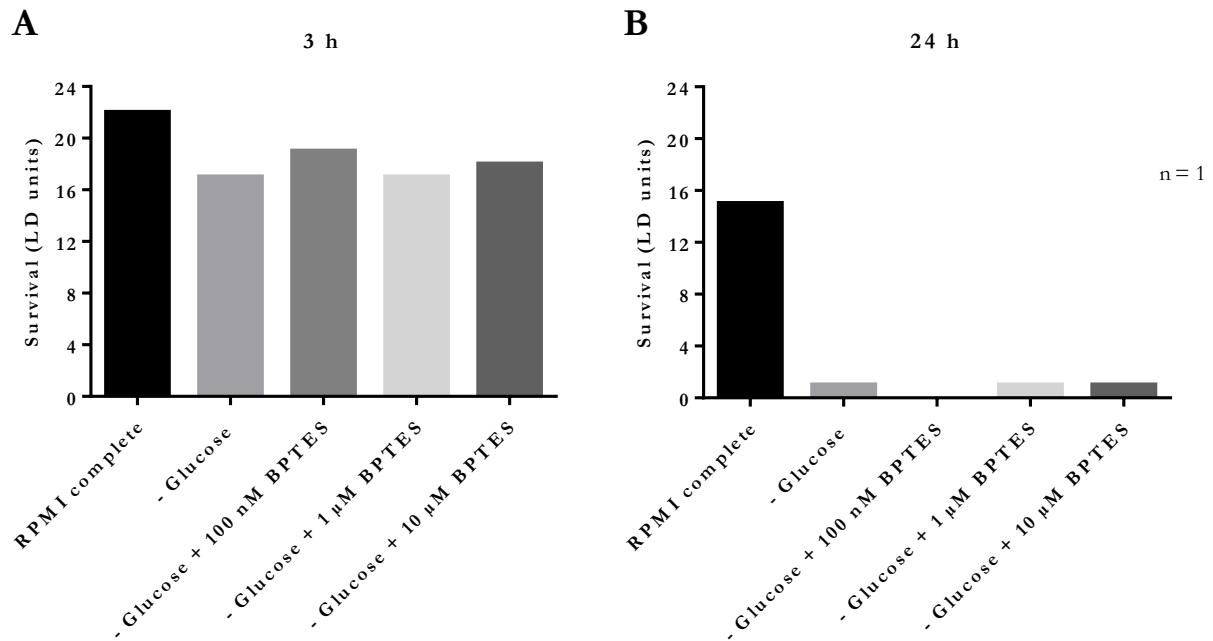 A
3 h
Survival (LD units)
24
20
16
12
8
4
0
RPMI complete
- Glucose
- Glucose + 100 nM BPTES
- Glucose + 1 µM BPTES
- Glucose + 10 µM BPTES
B
24 h
Survival (LD units)
24
20
16
12
8
4
0
n = 1
RPMI complete
- Glucose
- Glucose + 100 nM BPTES
- Glucose + 1 µM BPTES
- Glucose + 10 µM BPTES